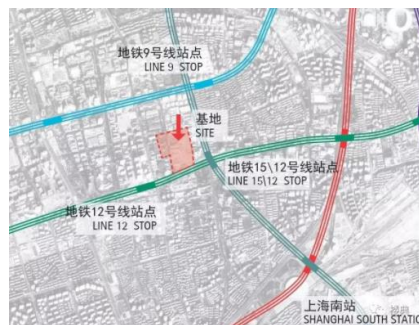 地铁9号线站点
LINE 9 STOP
基地
SITE
地铁15\12号线站点
LINE 15\12 STOP
地铁12号线站点
LINE 12 STOP
上海南站
SHANGHAI SOUTH STATIO